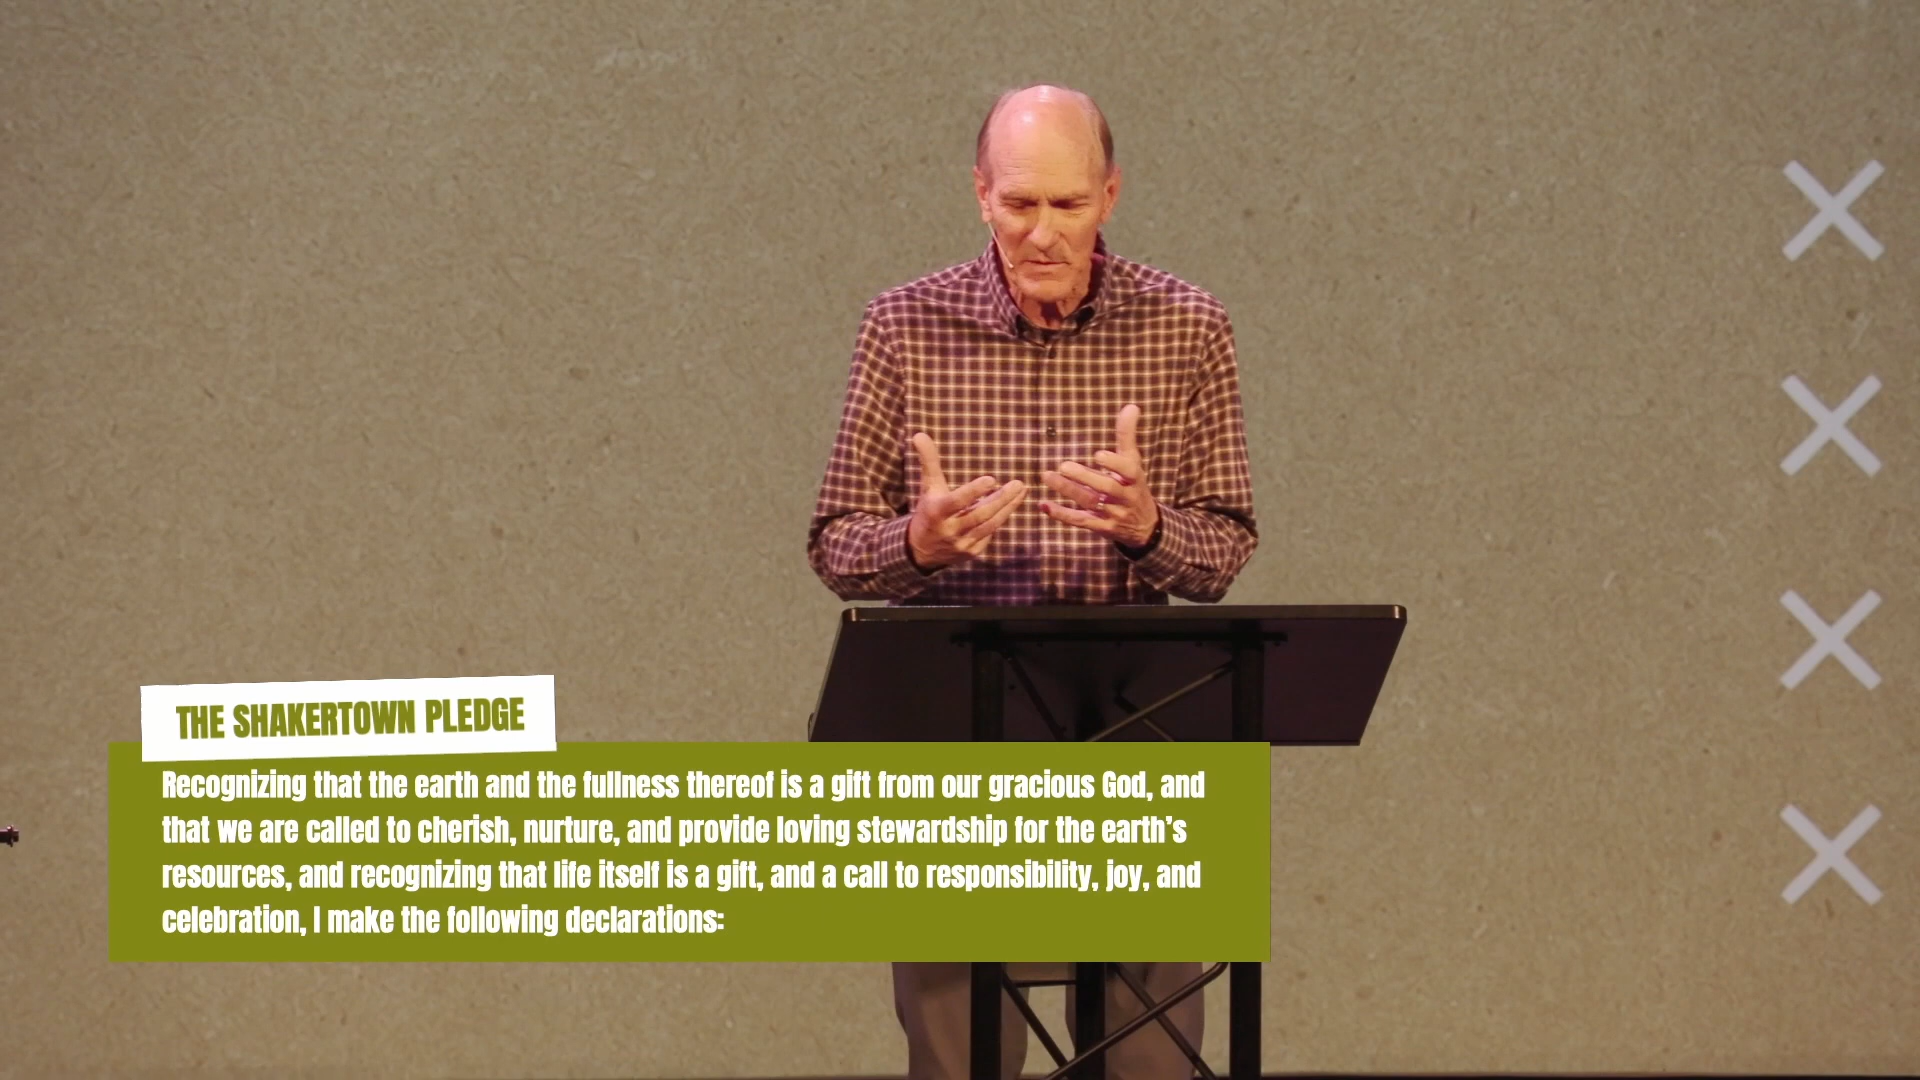 THE SHAKERTOWN PLEDGE
Recognizing that the earth and the fullness thereof is a gift from our gracious God, and
that we are called to cherish, nurture, and provide loving stewardship for the earth’s
resources, and recognizing that life itself is a gift, and a call to responsibility, joy, and
celebration, I make the following declarations: